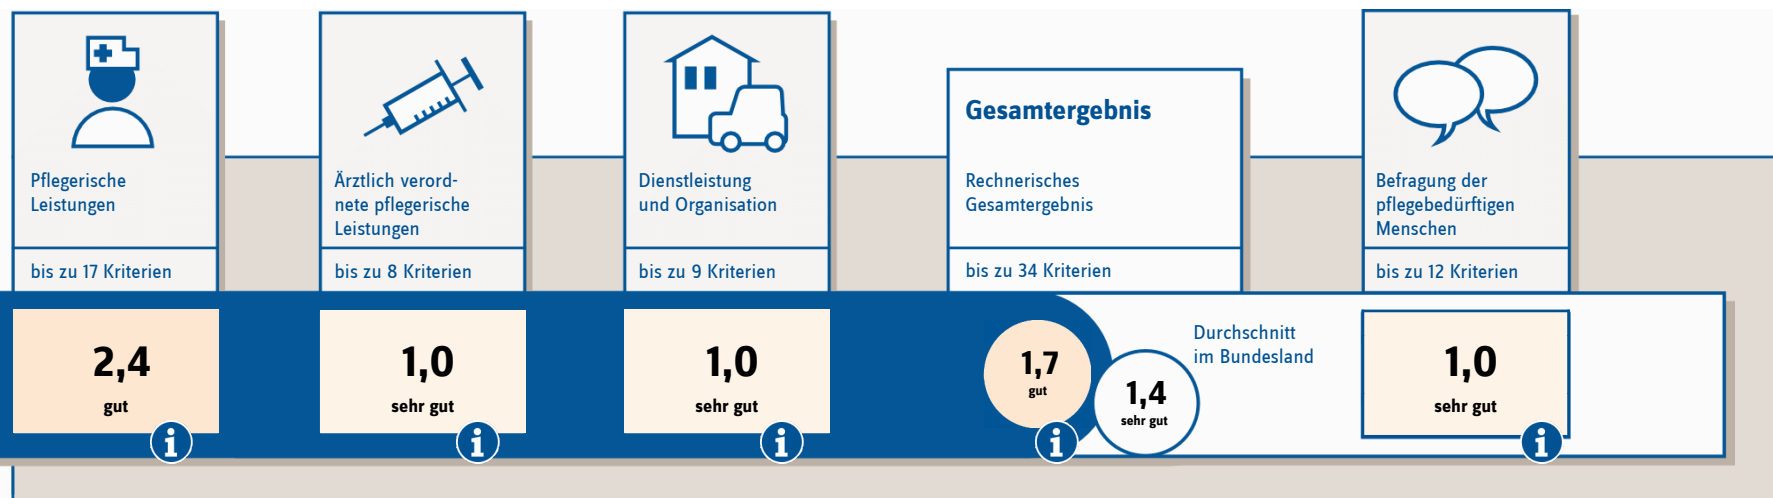 Pflegerische
Leistungen
bis zu 17 Kriterien
2,4
gut
Ärztlich verord-
nete pflegerische
Leistungen
bis zu 8 Kriterien
1,0
sehr gut
Dienstleistung
und Organisation
bis zu 9 Kriterien
1,0
sehr gut
Gesamtergebnis
Rechnerisches
Gesamtergebnis
bis zu 34 Kriterien
1,7
gut
1,4
sehr gut
Durchschnitt
im Bundesland
Befragung der
pflegebedürftigen
Menschen
bis zu 12 Kriterien
1,0
sehr gut